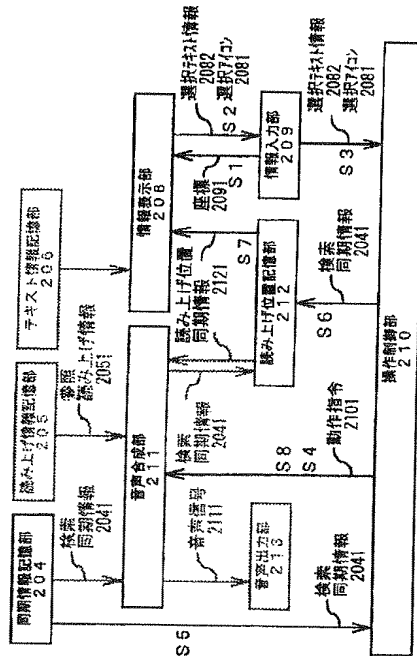 同期情報記憶部
204
読み上げ情報記憶部
205
テキスト情報記憶部
206
検索
同期情報
2041
参照
読み上げ情報
2051
音声合成部
211
情報表示部
208
音声信号
2111
検索
同期情報
2041
読み上げ位置
同期情報
2121
S7
座標
2091
S1
S2
選択テキスト情報
2082
選択アイコン
2081
音声出力部
213
読み上げ位置記憶部
212
情報入力部
209
S5
検索
同期情報
2041
S8
S4
動作指令
2101
S6
検索
同期情報
2041
S3
選択テキスト情報
2082
選択アイコン
2081
操作制御部
210